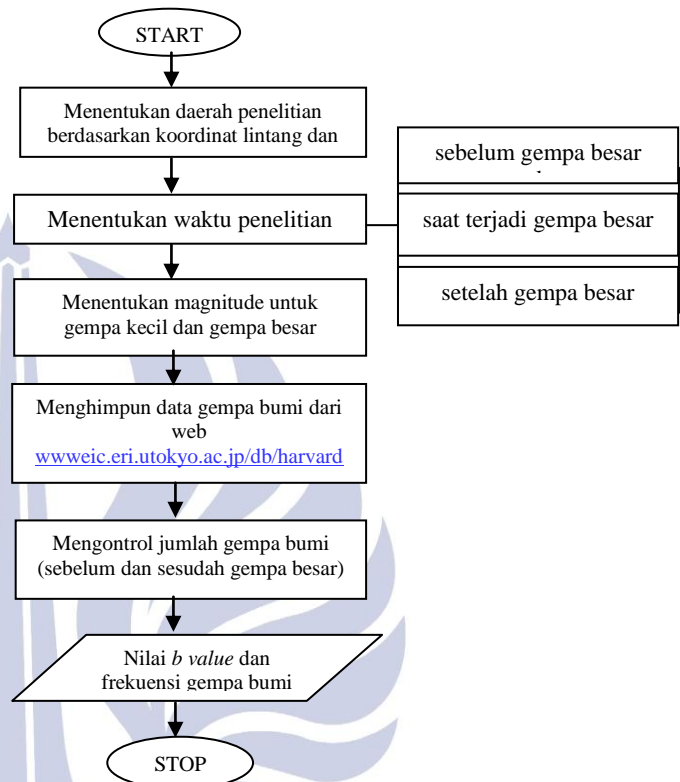 START
Menentukan daerah penelitian
berdasarkan koordinat lintang dan
Menentukan waktu penelitian
sebelum gempa besar
saat terjadi gempa besar
setelah gempa besar
Menentukan magnitude untuk
gempa kecil dan gempa besar
Menghimpun data gempa bumi dari
web
wwweic.eri.utokyo.ac.jp/db/harvard
Mengontrol jumlah gempa bumi
(sebelum dan sesudah gempa besar)
Nilai b value dan
frekuensi gempa bumi
STOP